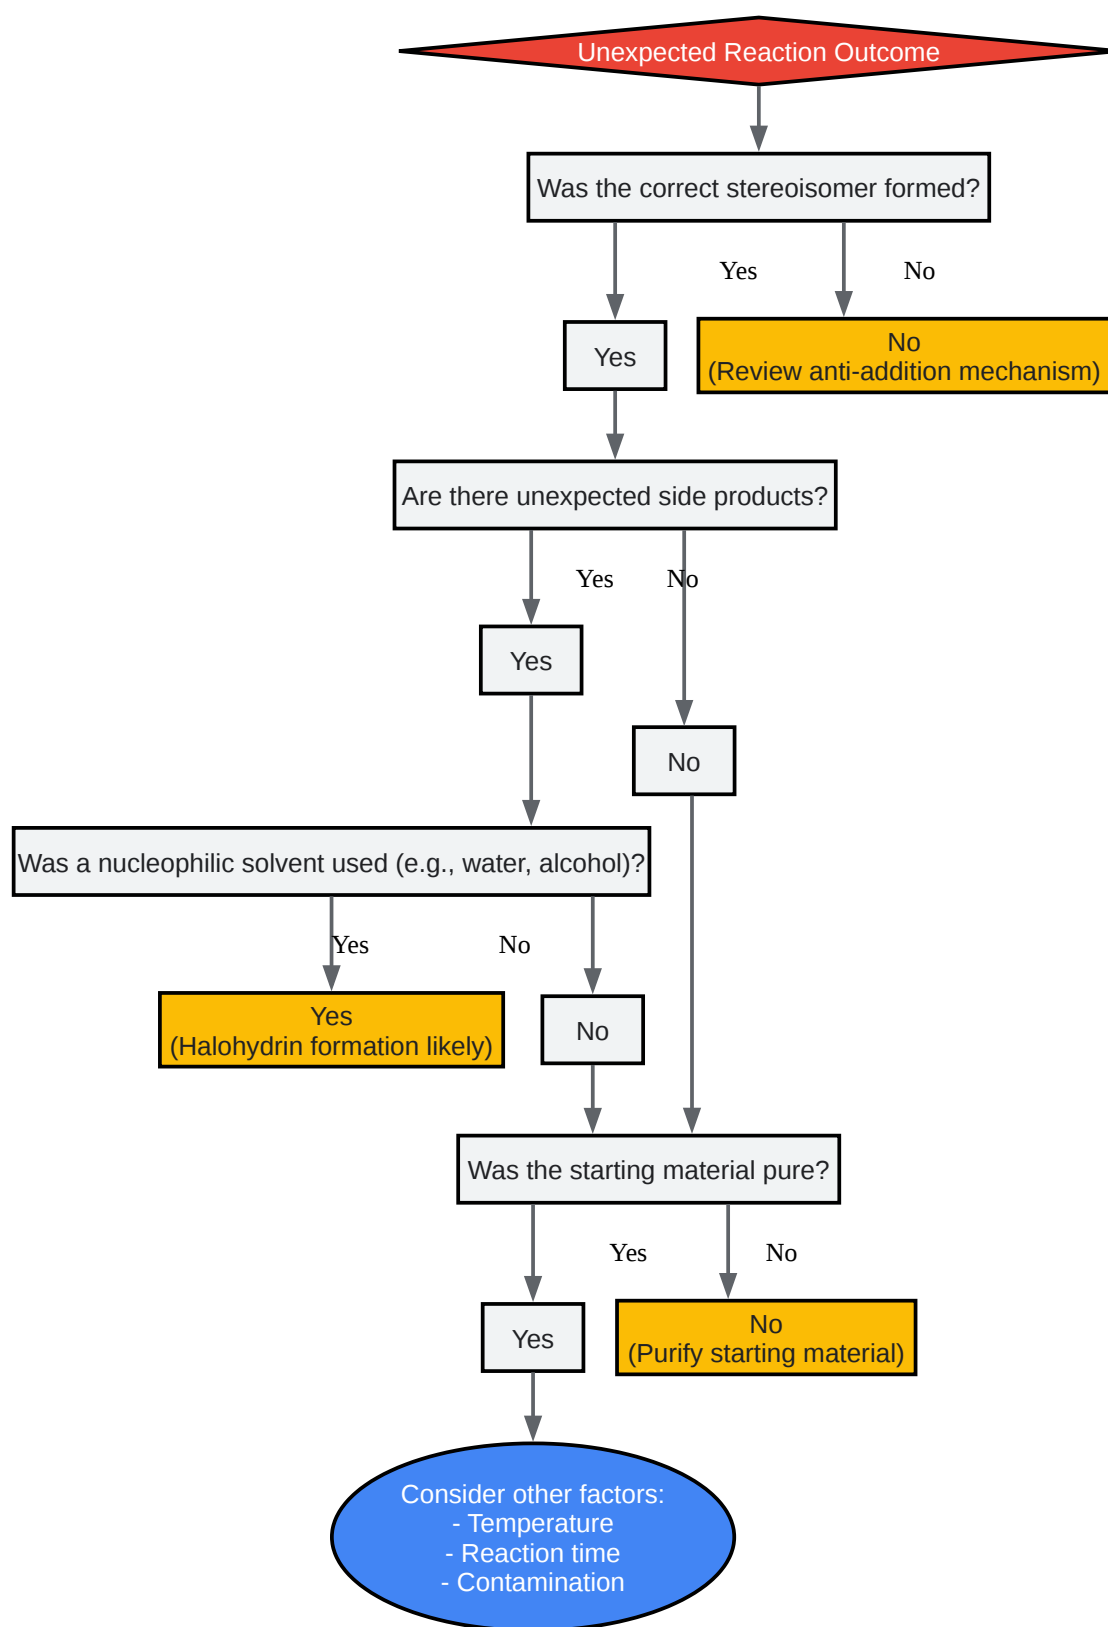 Unexpected Reaction Outcome
Was the correct stereoisomer formed?
Yes
No
Yes
No
(Review anti-addition mechanism)
Are there unexpected side products?
Yes
No
Yes
No
Was a nucleophilic solvent used (e.g., water, alcohol)?
Yes
No
Yes
(Halohydrin formation likely)
No
Was the starting material pure?
Yes
No
Yes
No
(Purify starting material)
Consider other factors:
- Temperature
- Reaction time
- Contamination